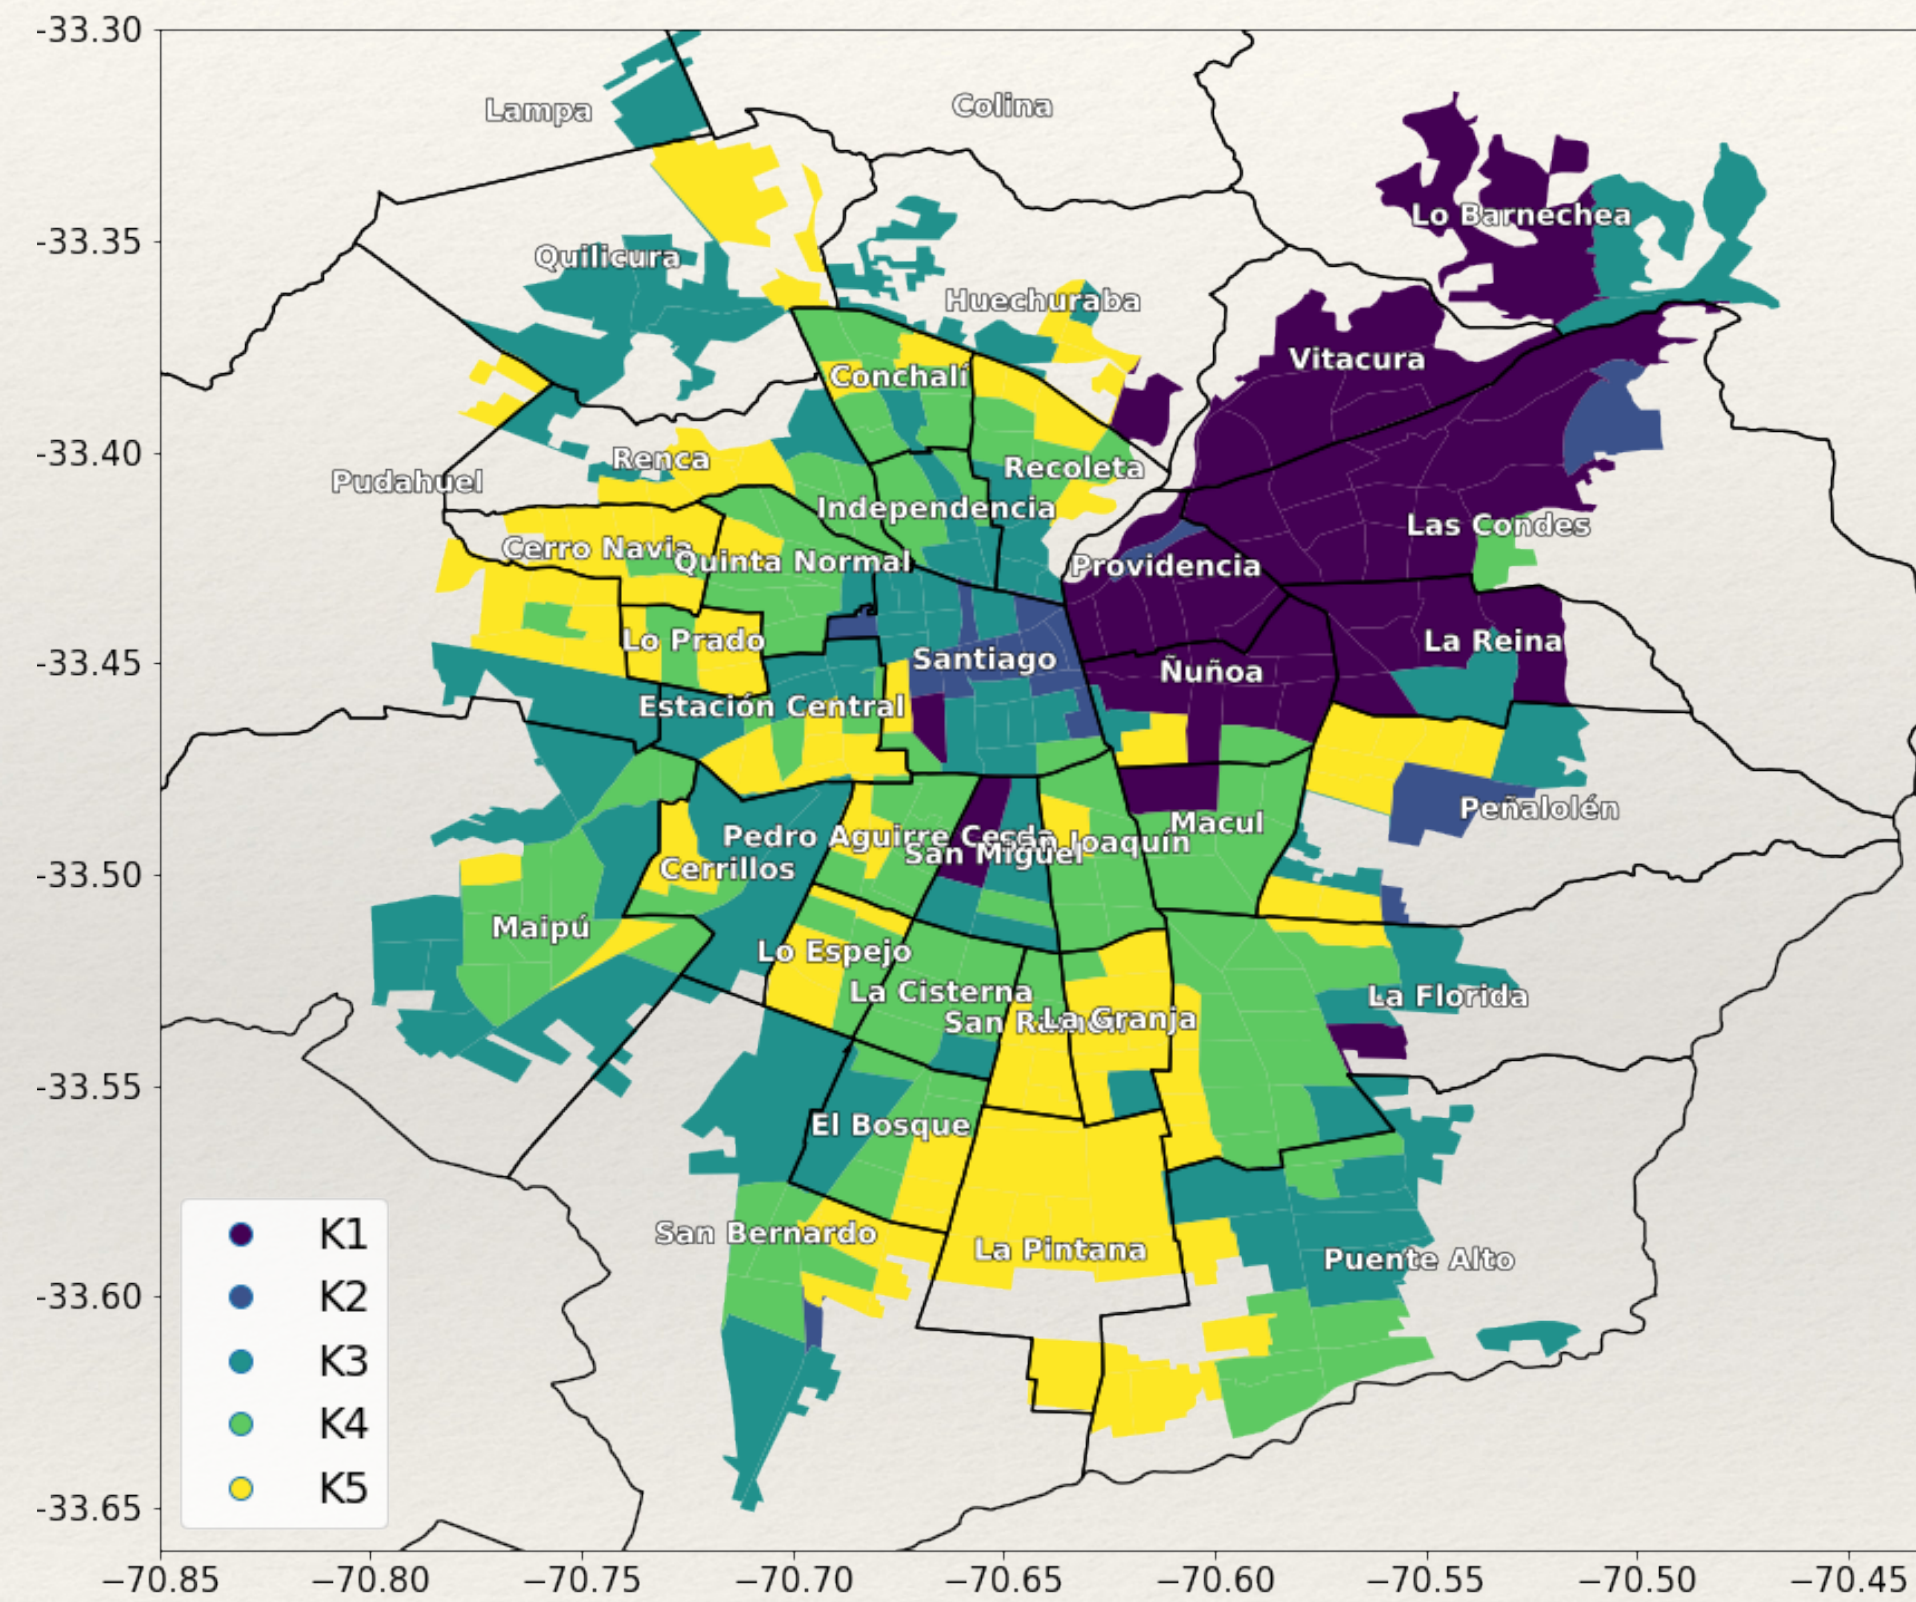 -33.30
-33.35
-33.40
-33.45
-33.50
-33.55
-33.60
-33.65
Lampa
Colina
Lo Barnechea
Quilicura
Huechuraba
Vitacura
Conchalí
Renca
Recoleta
Pudahuel
Independencia
Las Condes
Cerro Navia
Quinta Normal
Providencia
Lo Prado
La Reina
Santiago
Ñuñoa
Estación Central
Peñalolén
Macul
Pedro Aguirre Cerda
San Joaquín
San Miguel
Cerrillos
Maipú
Lo Espejo
La Cisterna
La Florida
San Ramón
La Granja
El Bosque
San Bernardo
La Pintana
Puente Alto
K1
K2
K3
K4
K5
−70.85
−70.80
−70.75
−70.70
−70.65
−70.60
−70.55
−70.50
−70.45